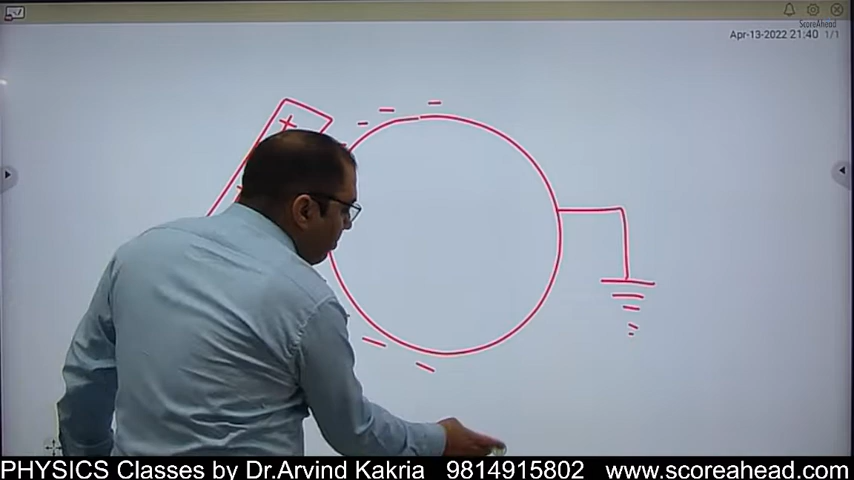 ScoreAhead
Apr-13-2022 21:40 1/1
+
PHYSICS Classes by Dr.Arvind Kakria 9814915802 www.scoreahead.com